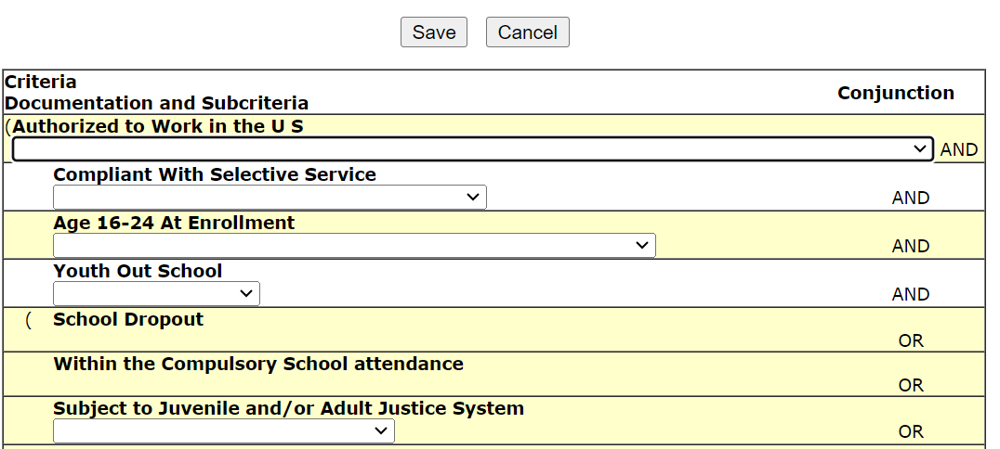 Save Cancel
Criteria
Documentation and Subcriteria
Conjunction
(Authorized to Work in the U S
AND
Compliant With Selective Service
AND
Age 16-24 At Enrollment
AND
Youth Out School
AND
( School Dropout
OR
Within the Compulsory School attendance
OR
Subject to Juvenile and/or Adult Justice System
OR